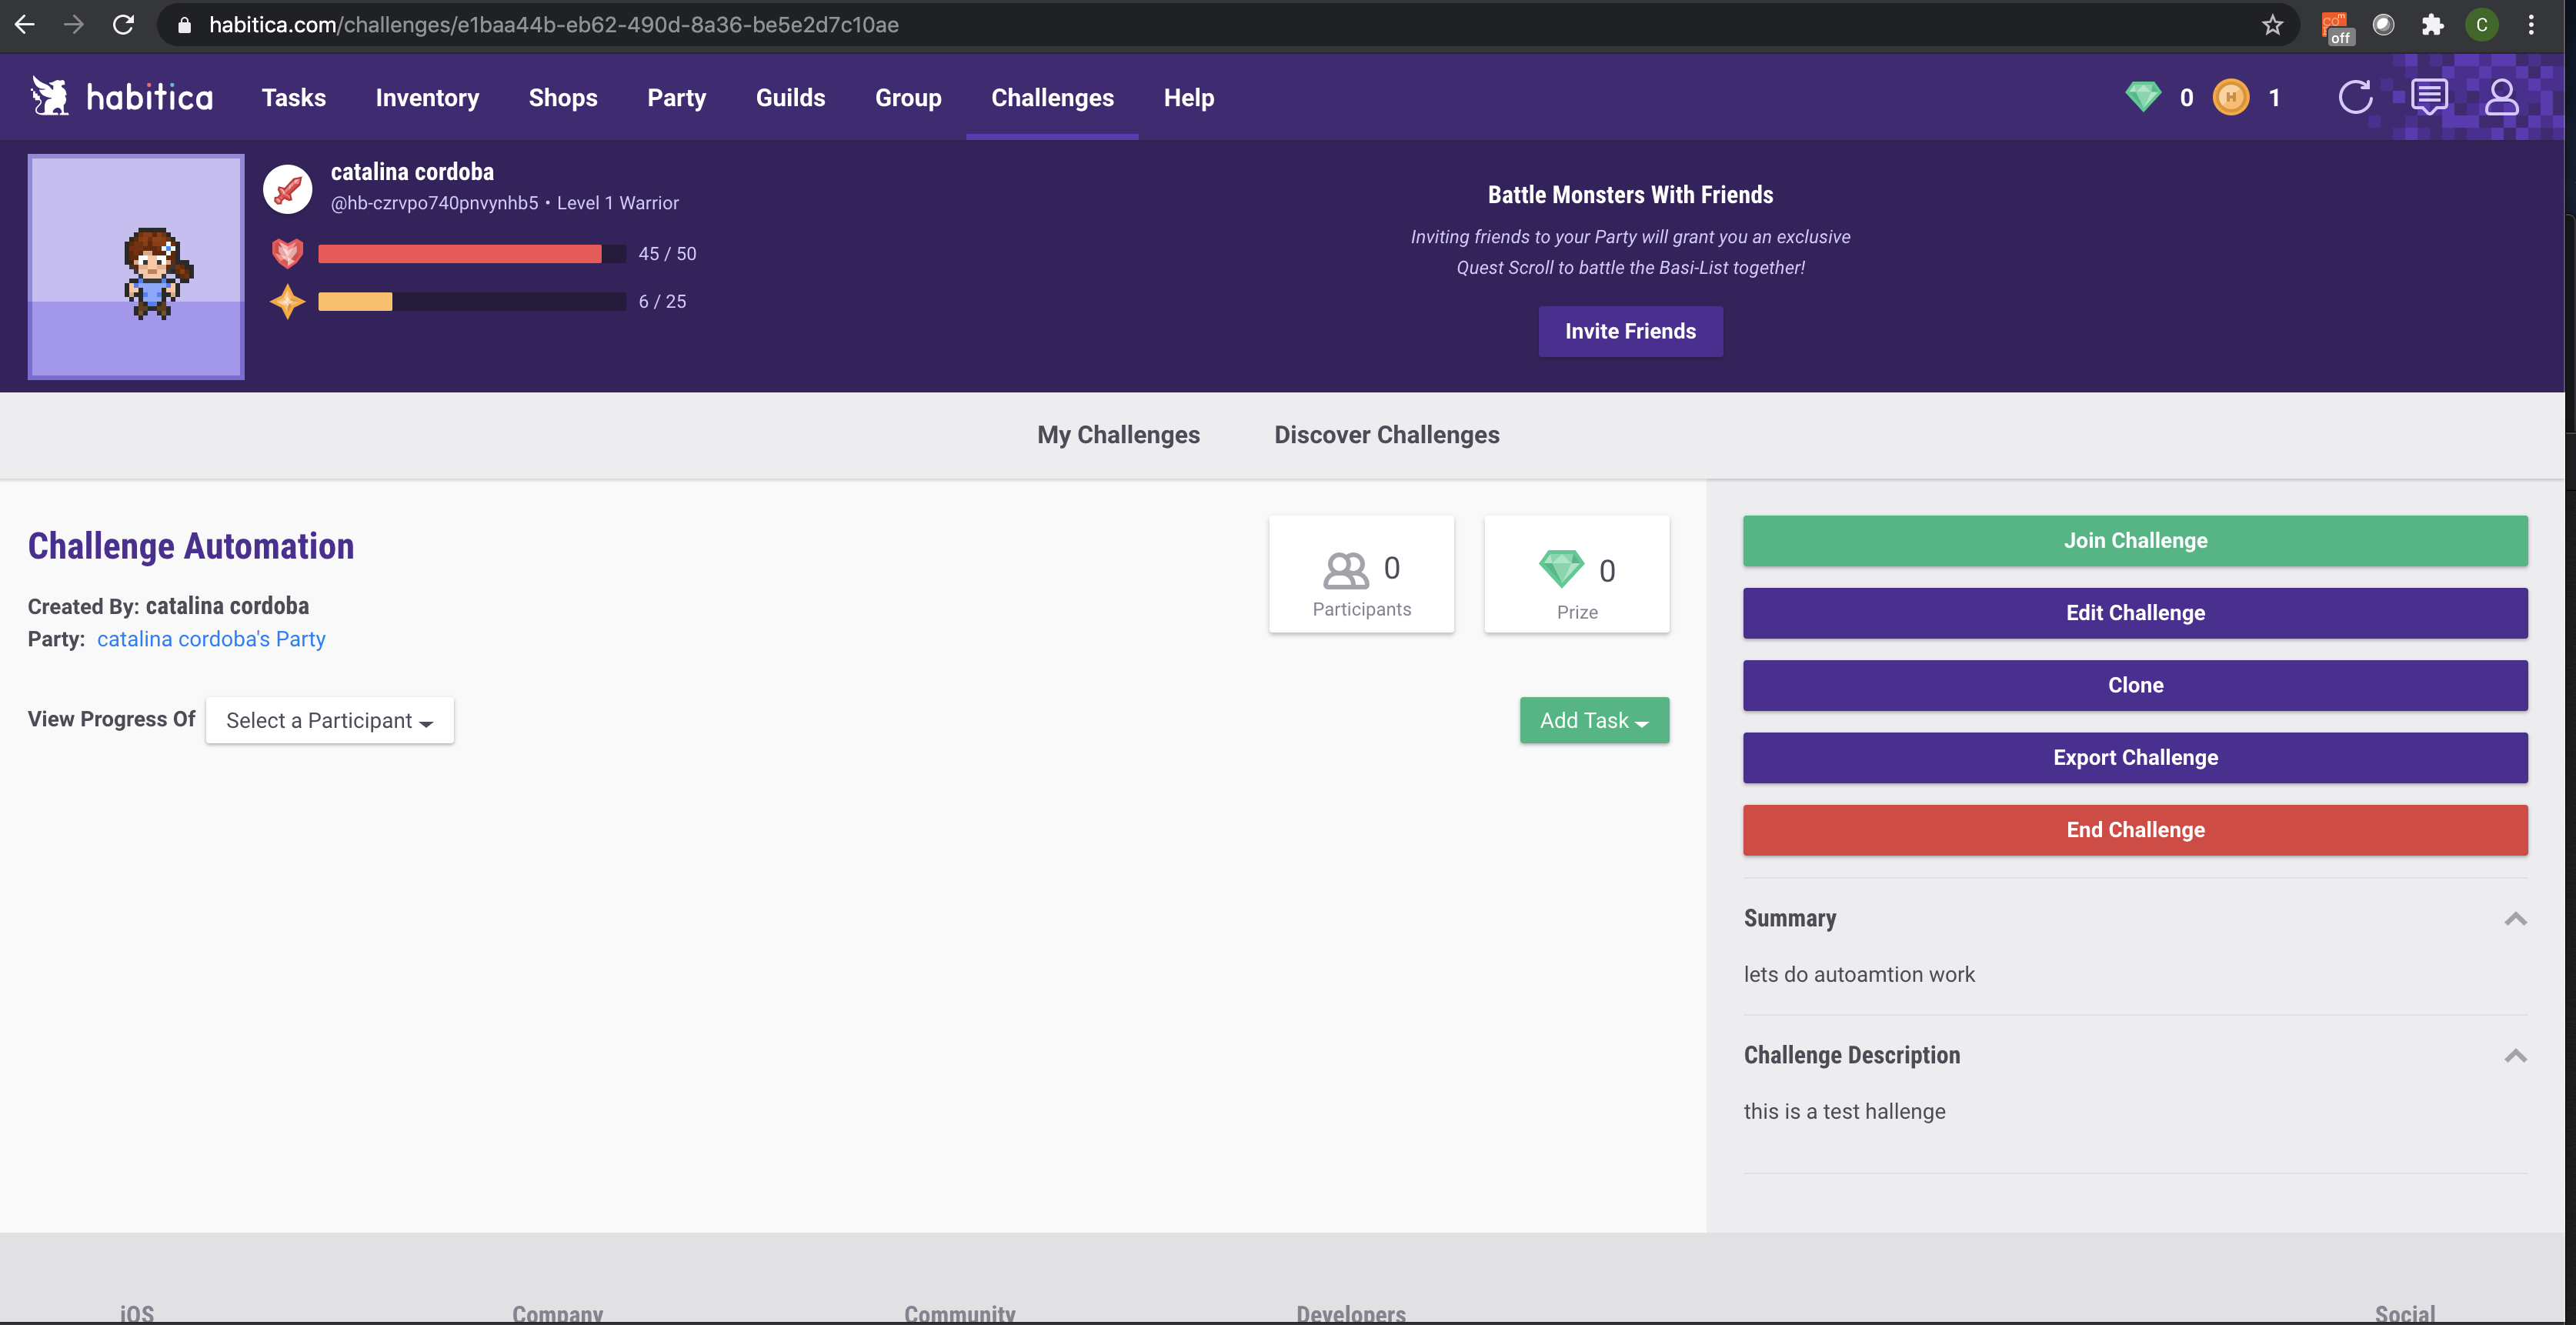 habitica.com/challenges/e1baa44b-eb62-490d-8a36-be5e2d7c10ae
off
C
habitica Tasks Inventory Shops Party Guilds Group Challenges Help 0 H 1
catalina cordoba
@hb-czrvpo740pnvynhb5 • Level 1 Warrior
45 / 50
6 / 25
Battle Monsters With Friends
Inviting friends to your Party will grant you an exclusive
Quest Scroll to battle the Basi-List together!
Invite Friends
My Challenges Discover Challenges
Challenge Automation
Created By: catalina cordoba
Party: catalina cordoba's Party
0
Participants
0
Prize
View Progress Of Select a Participant
Add Task
Join Challenge
Edit Challenge
Clone
Export Challenge
End Challenge
Summary
lets do autoamtion work
Challenge Description
this is a test hallenge
iOS Company Community Developers Social